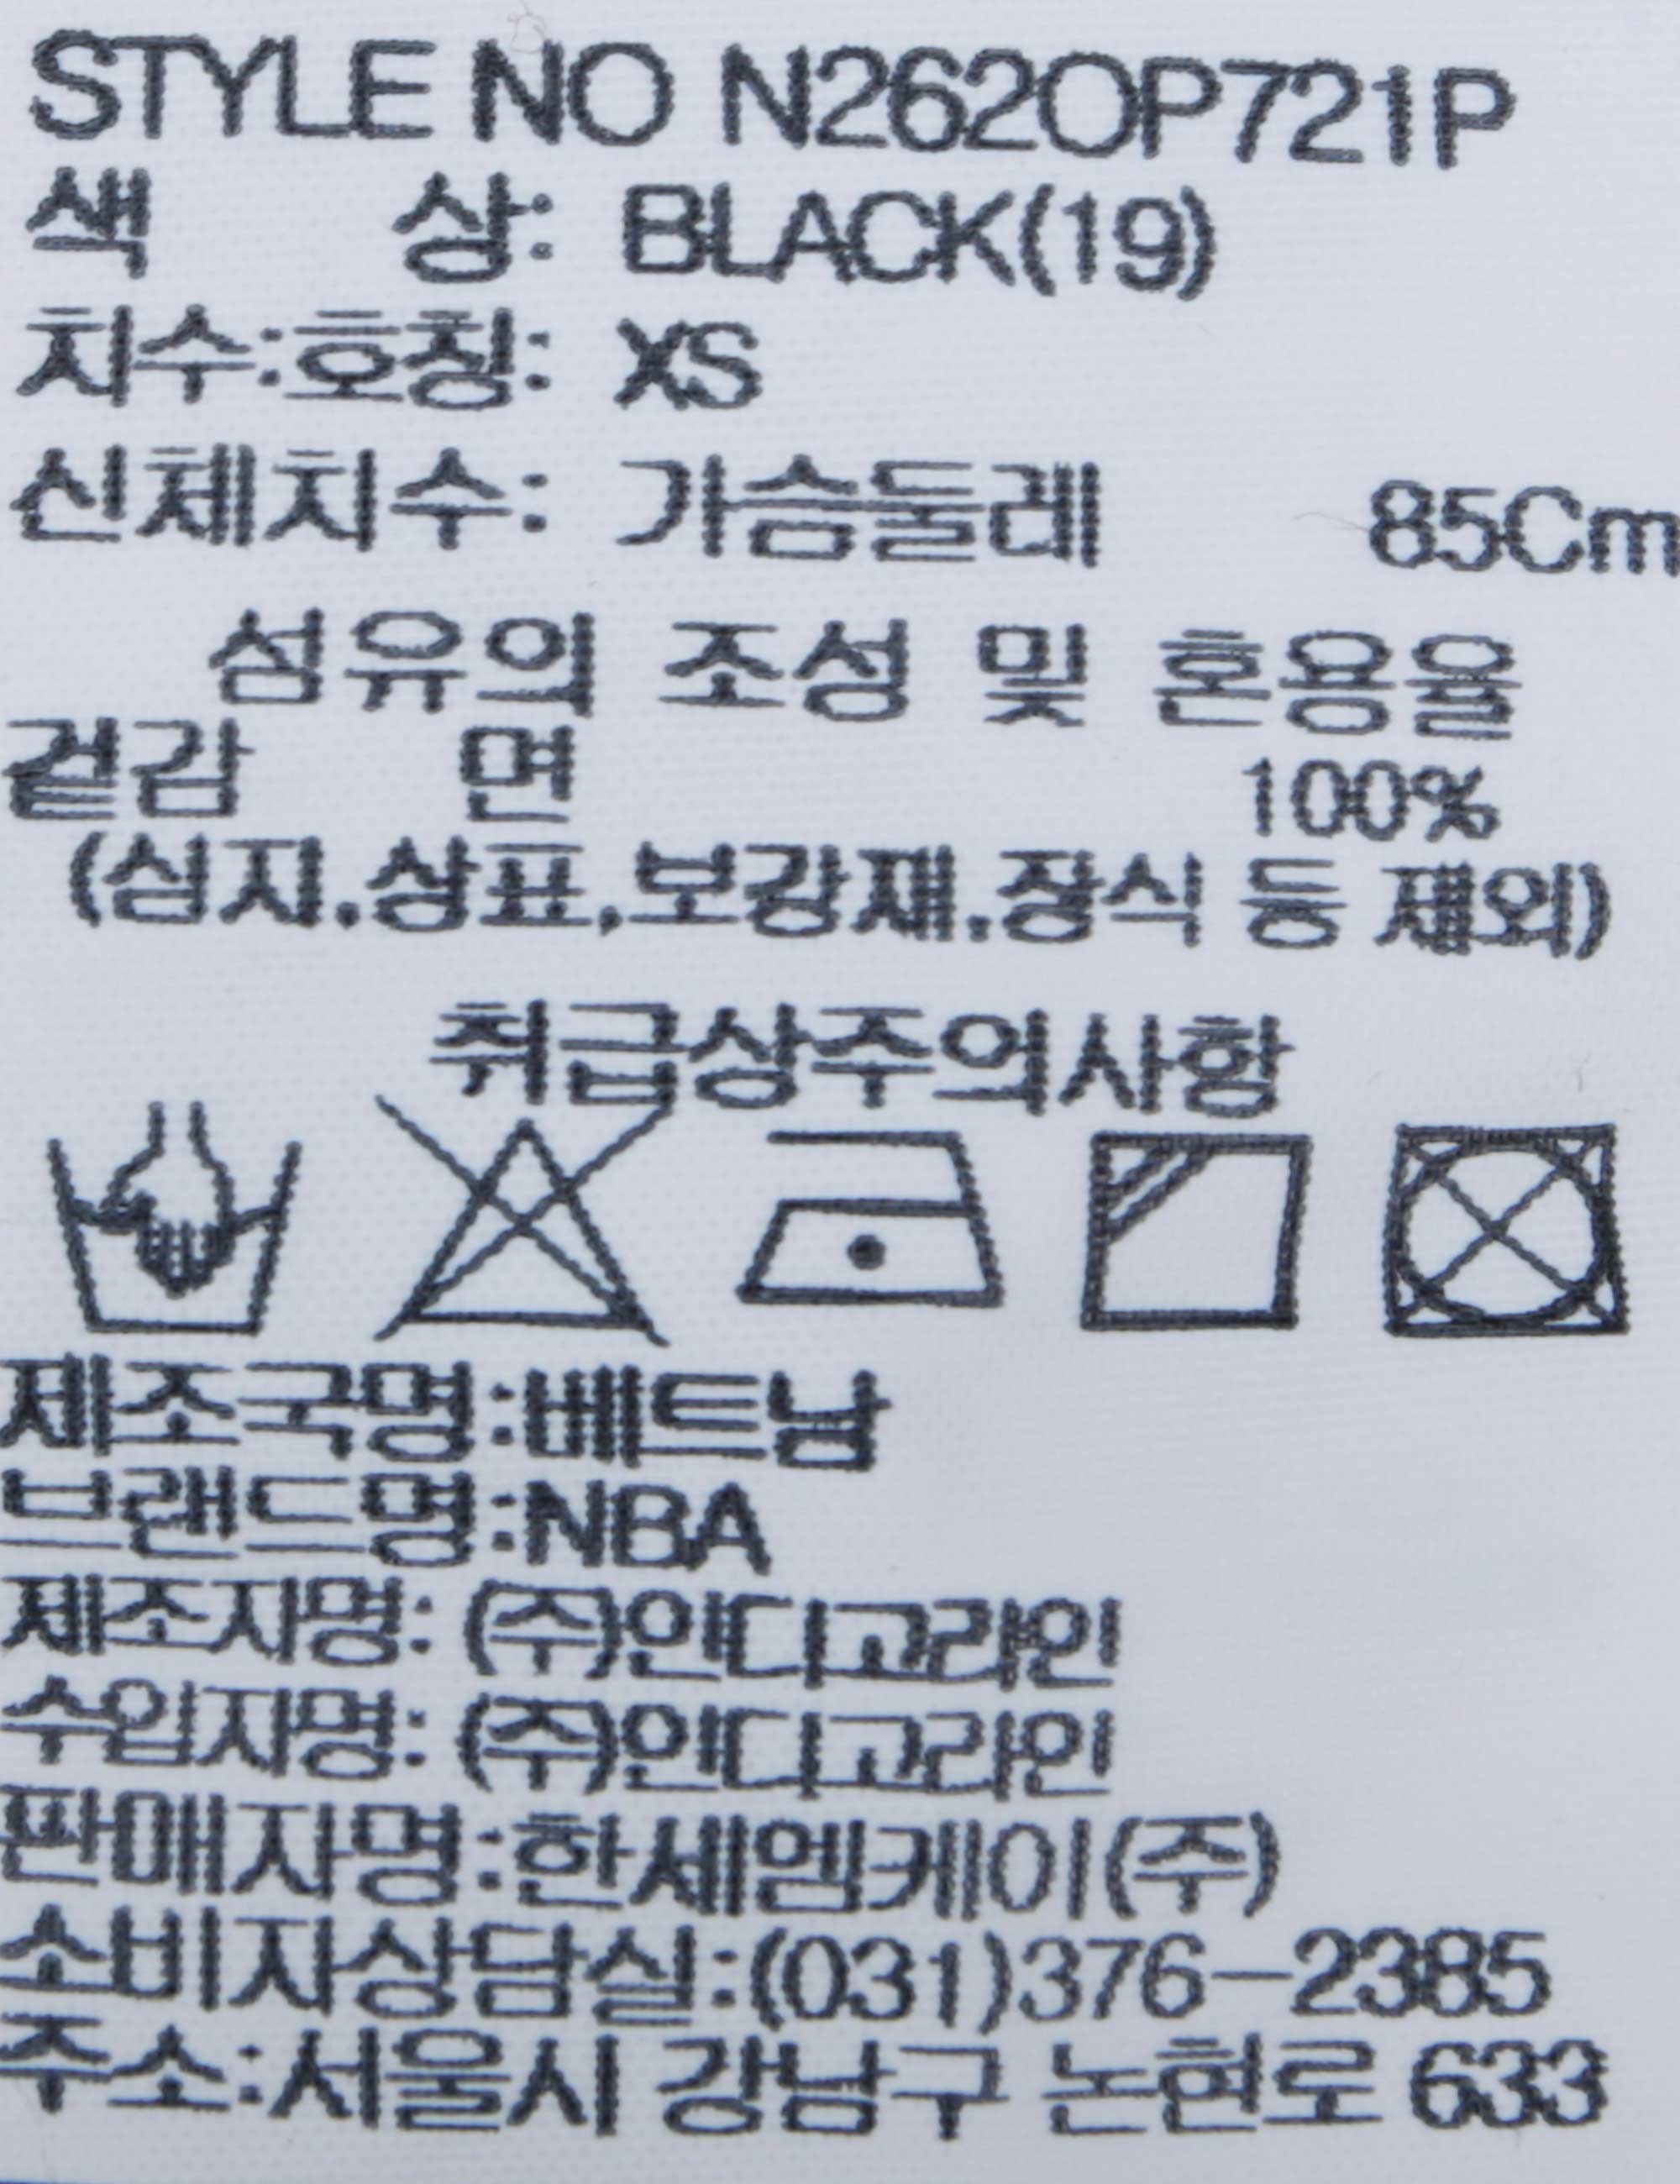 STYLE NO N262OP721P
색 상: BLACK(19)
치수:호칭: XS
신체치수: 가슴둘레 85Cm
섬유의 조성 및 혼용율
겉감 면 100%
(심지.상표,보강재.장식 등 제외)
취급상주의사항
제조국명:베트남
브랜드명:NBA
제조자명: (주)인디고라인
수입자명: (주)인디고라인
판매자명:한세엠케이(주)
소비자상담실:(031)376-2385
주소:서울시 강남구 논현로 633